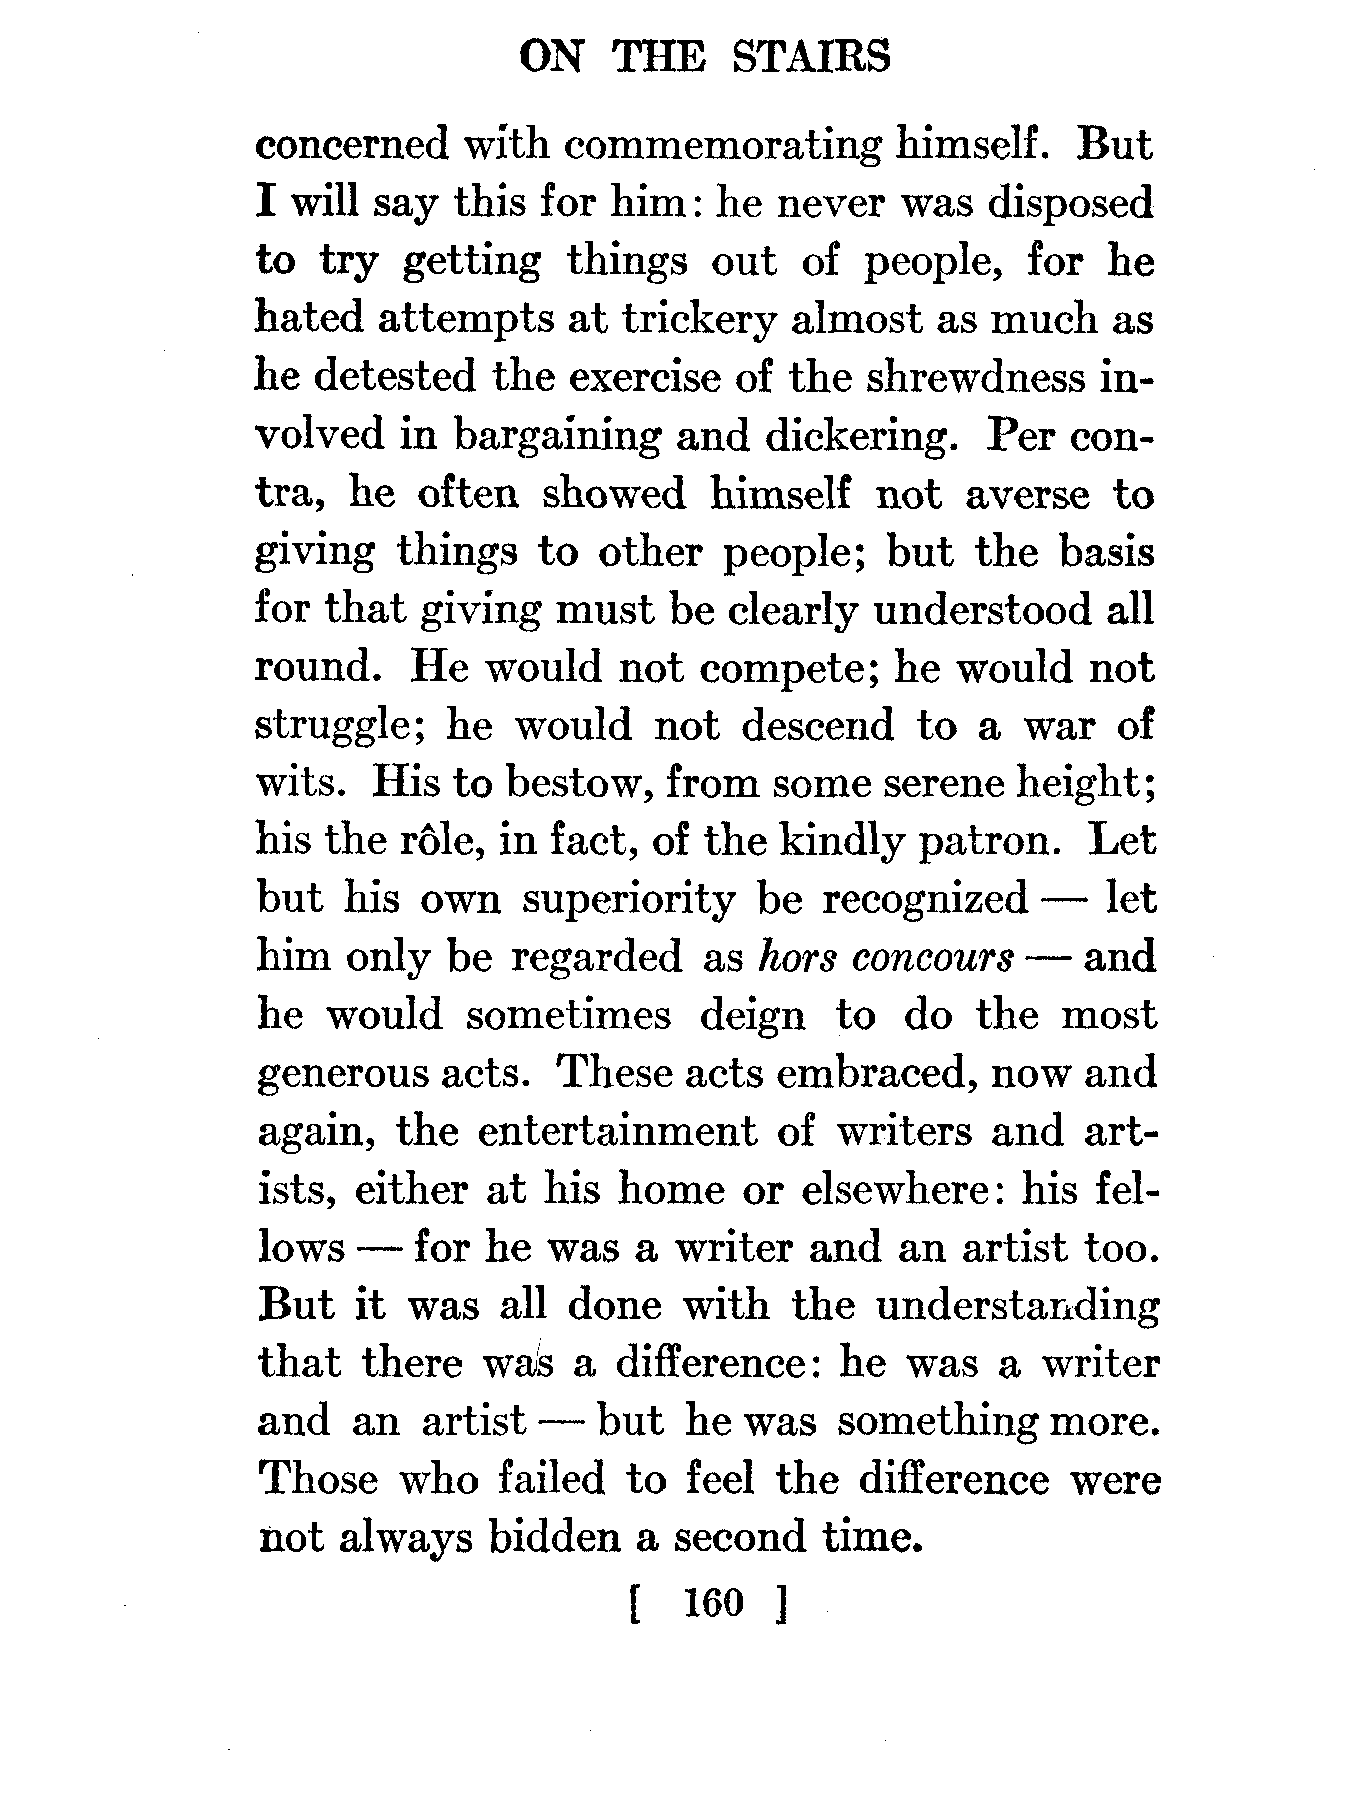 ON THE STAIRS
concerned with commemorating himself. But
I will say this for him: he never was disposed
to try getting things out of people, for he
hated attempts at trickery almost as much as
he detested the exercise of the shrewdness in-
volved in bargaining and dickering. Per con-
tra, he often showed himself not averse to
giving things to other people; but the basis
for that giving must be clearly understood all
round. He would not compete; he would not
struggle; he would not descend to a war of
wits. His to bestow, from some serene height;
his the rôle, in fact, of the kindly patron. Let
but his own superiority be recognized — let
him only be regarded as hors concours — and
he would sometimes deign to do the most
generous acts. These acts embraced, now and
again, the entertainment of writers and art-
ists, either at his home or elsewhere: his fel-
lows — for he was a writer and an artist too.
But it was all done with the understanding
that there was a difference: he was a writer
and an artist — but he was something more.
Those who failed to feel the difference were
not always bidden a second time.
[ 160 ]